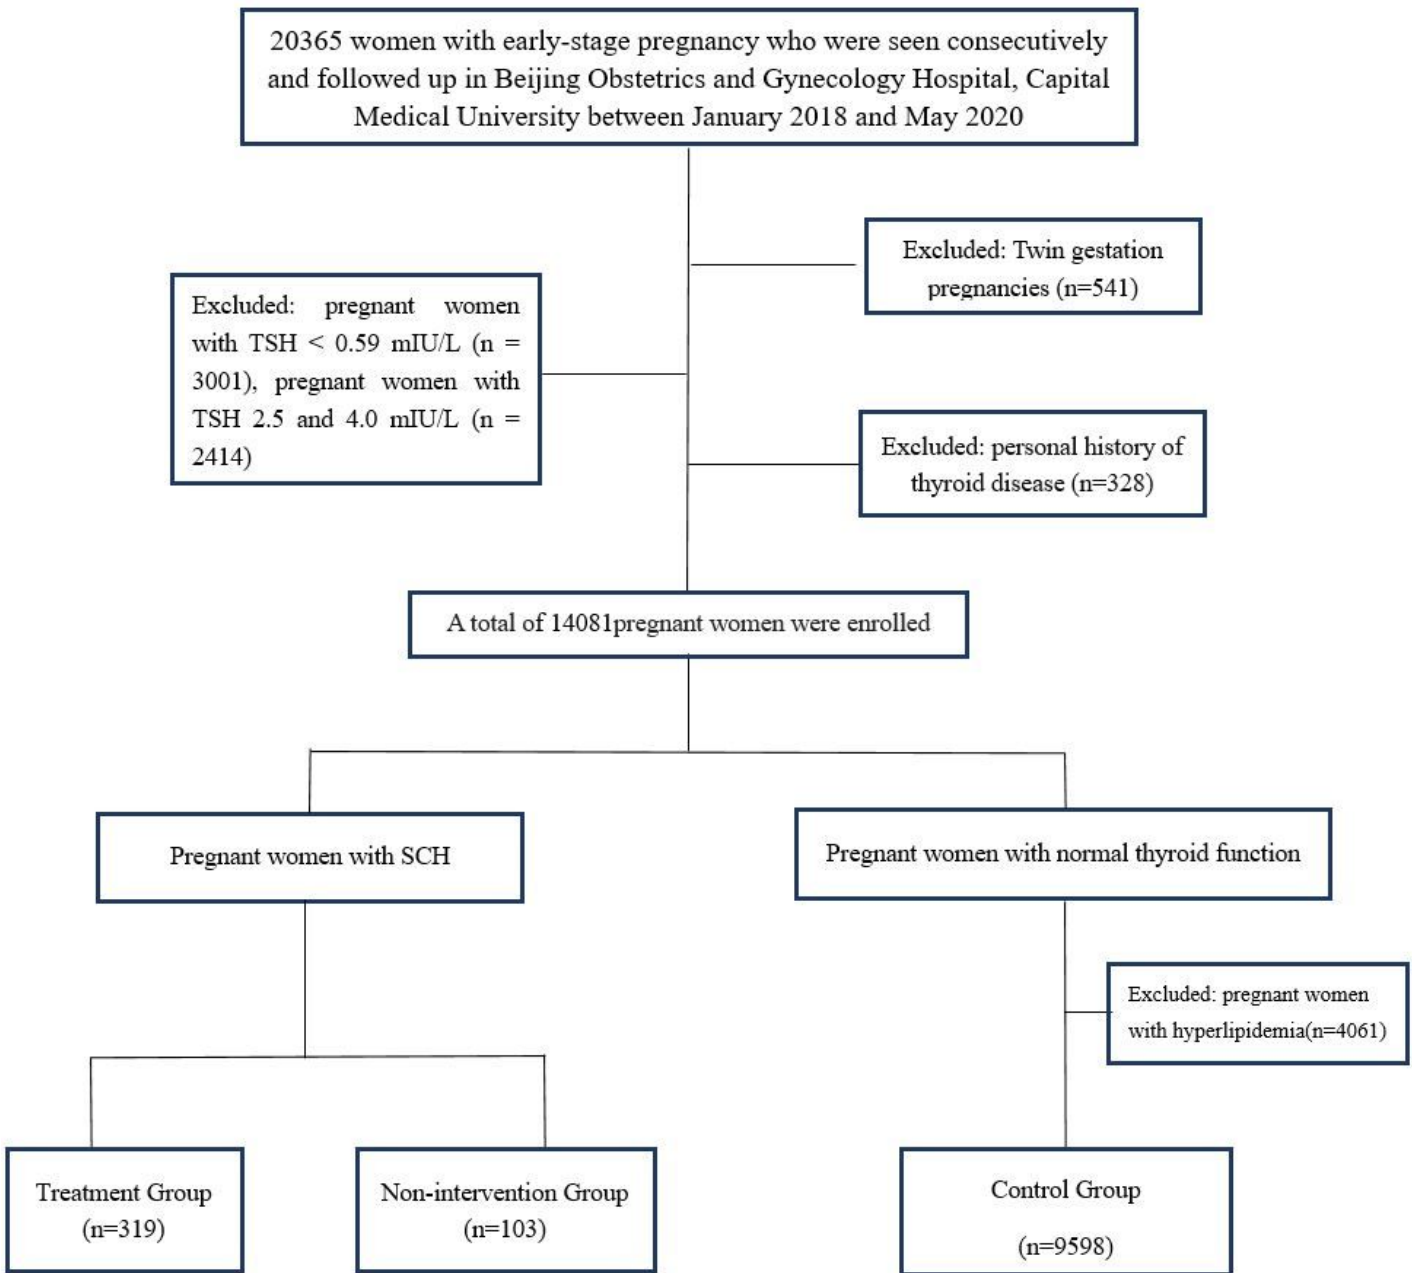 20365 women with early-stage pregnancy who were seen consecutively
and followed up in Beijing Obstetrics and Gynecology Hospital, Capital
Medical University between January 2018 and May 2020
Excluded: Twin gestation
pregnancies (n=541)
Excluded: pregnant women
with TSH < 0.59 mIU/L (n =
3001), pregnant women with
TSH 2.5 and 4.0 mIU/L (n =
2414)
Excluded: personal history of
thyroid disease (n=328)
A total of 14081pregnant women were enrolled
Pregnant women with SCH
Pregnant women with normal thyroid function
Excluded: pregnant women
with hyperlipidemia(n=4061)
Treatment Group
(n=319)
Non-intervention Group
(n=103)
Control Group
(n=9598)